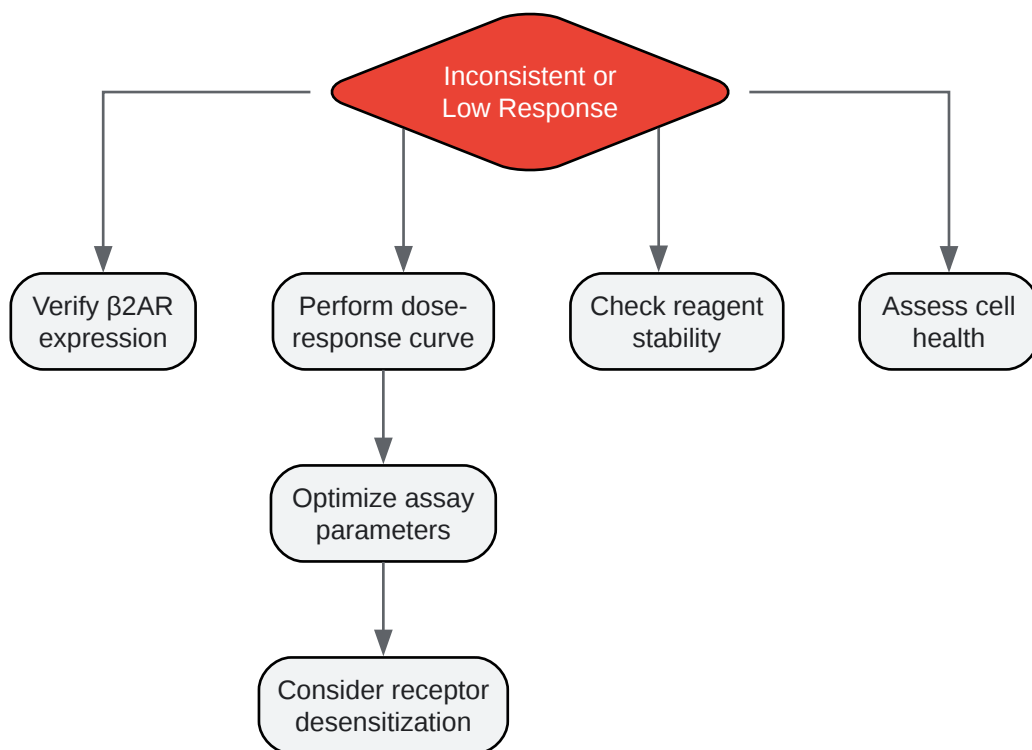 Inconsistent or
Low Response
Verify β2AR
expression
Perform dose-
response curve
Check reagent
stability
Assess cell
health
Optimize assay
parameters
Consider receptor
desensitization